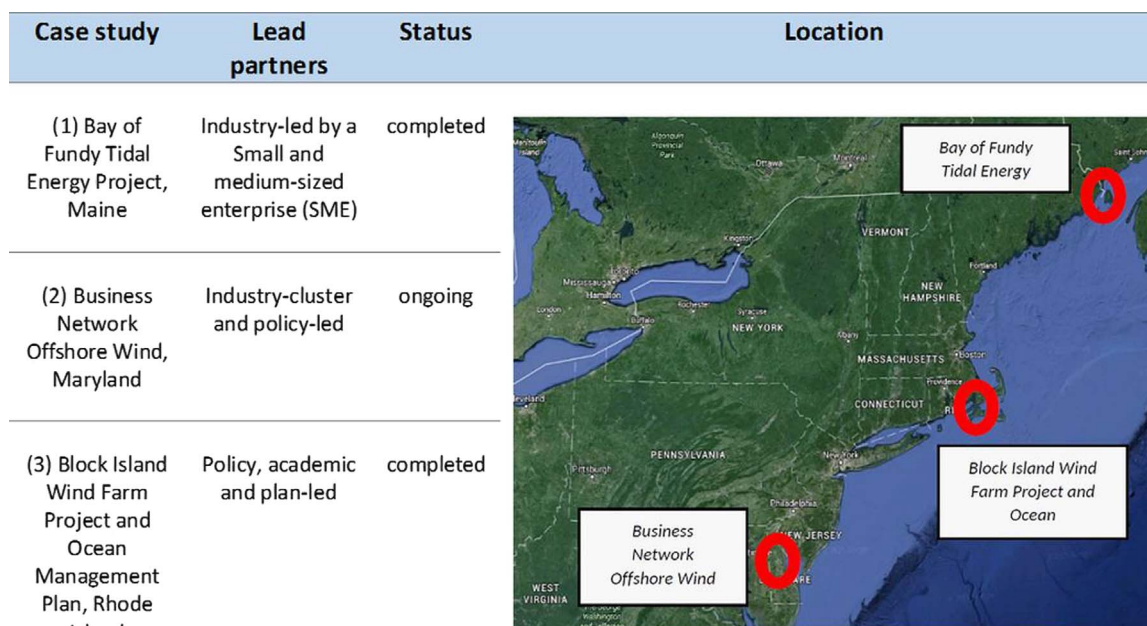 Case study
Lead
partners
Status
Location
(1) Bay of
Fundy Tidal
Energy Project,
Maine
Industry-led by a
Small and
medium-sized
enterprise (SME)
completed
(2) Business
Network
Offshore Wind,
Maryland
Industry-cluster
and policy-led
ongoing
(3) Block Island
Wind Farm
Project and
Ocean
Management
Plan, Rhode
Policy, academic
and plan-led
completed
Algonquin
Provincial
Park
Ottawa
Montreal
Bay of Fundy
Tidal Energy
Saint John
VERMONT
Kingston
Portland
Mississauga
Hamilton
NEW
HAMPSHIRE
London
Buffalo
Rochester
Syracuse
NEW YORK
Albany
MASSACHUSETTS
Boston
Providence
CONNECTICUT
PENNSYLVANIA
New York
Pittsburgh
Block Island Wind
Farm Project and
Ocean
Philadelphia
Business
Network
Offshore Wind
NEW JERSEY
WEST
VIRGINIA